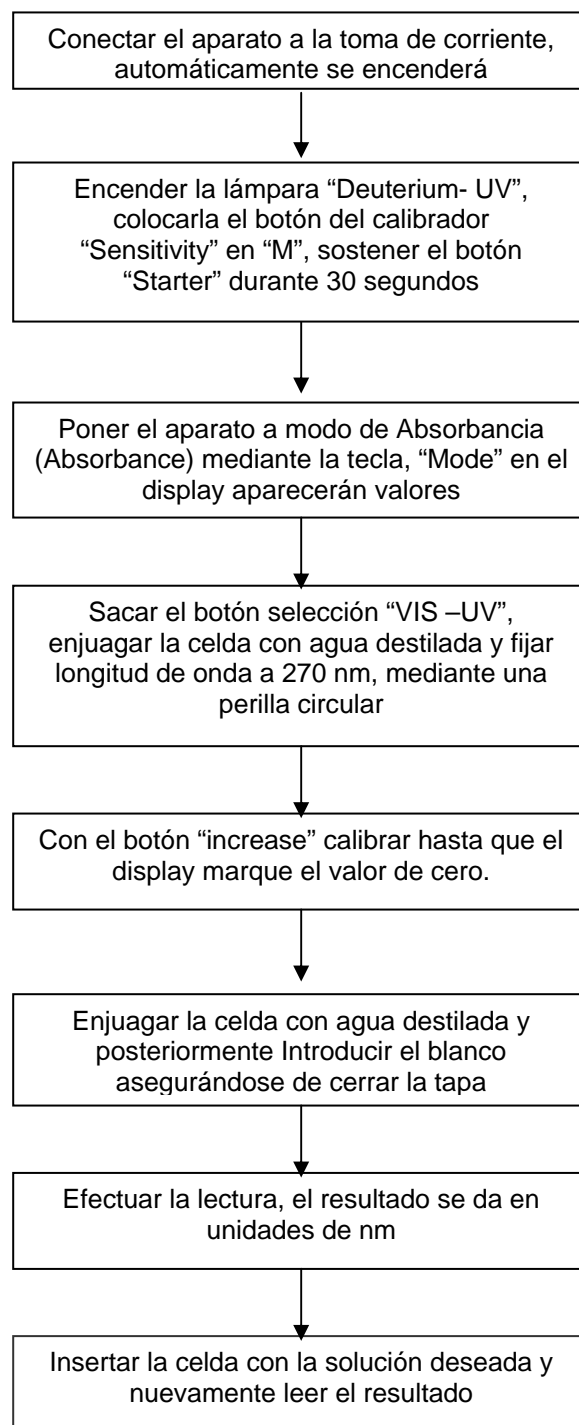 Conectar el aparato a la toma de corriente,
automáticamente se encenderá
Encender la lámpara “Deuterium- UV”,
colocarla el botón del calibrador
“Sensitivity” en “M”, sostener el botón
“Starter” durante 30 segundos
Poner el aparato a modo de Absorbancia
(Absorbance) mediante la tecla, “Mode” en el
display aparecerán valores
Sacar el botón selección “VIS –UV”,
enjuagar la celda con agua destilada y fijar
longitud de onda a 270 nm, mediante una
perilla circular
Con el botón “increase” calibrar hasta que el
display marque el valor de cero.
Enjuagar la celda con agua destilada y
posteriormente Introducir el blanco
asegurándose de cerrar la tapa
Efectuar la lectura, el resultado se da en
unidades de nm
Insertar la celda con la solución deseada y
nuevamente leer el resultado